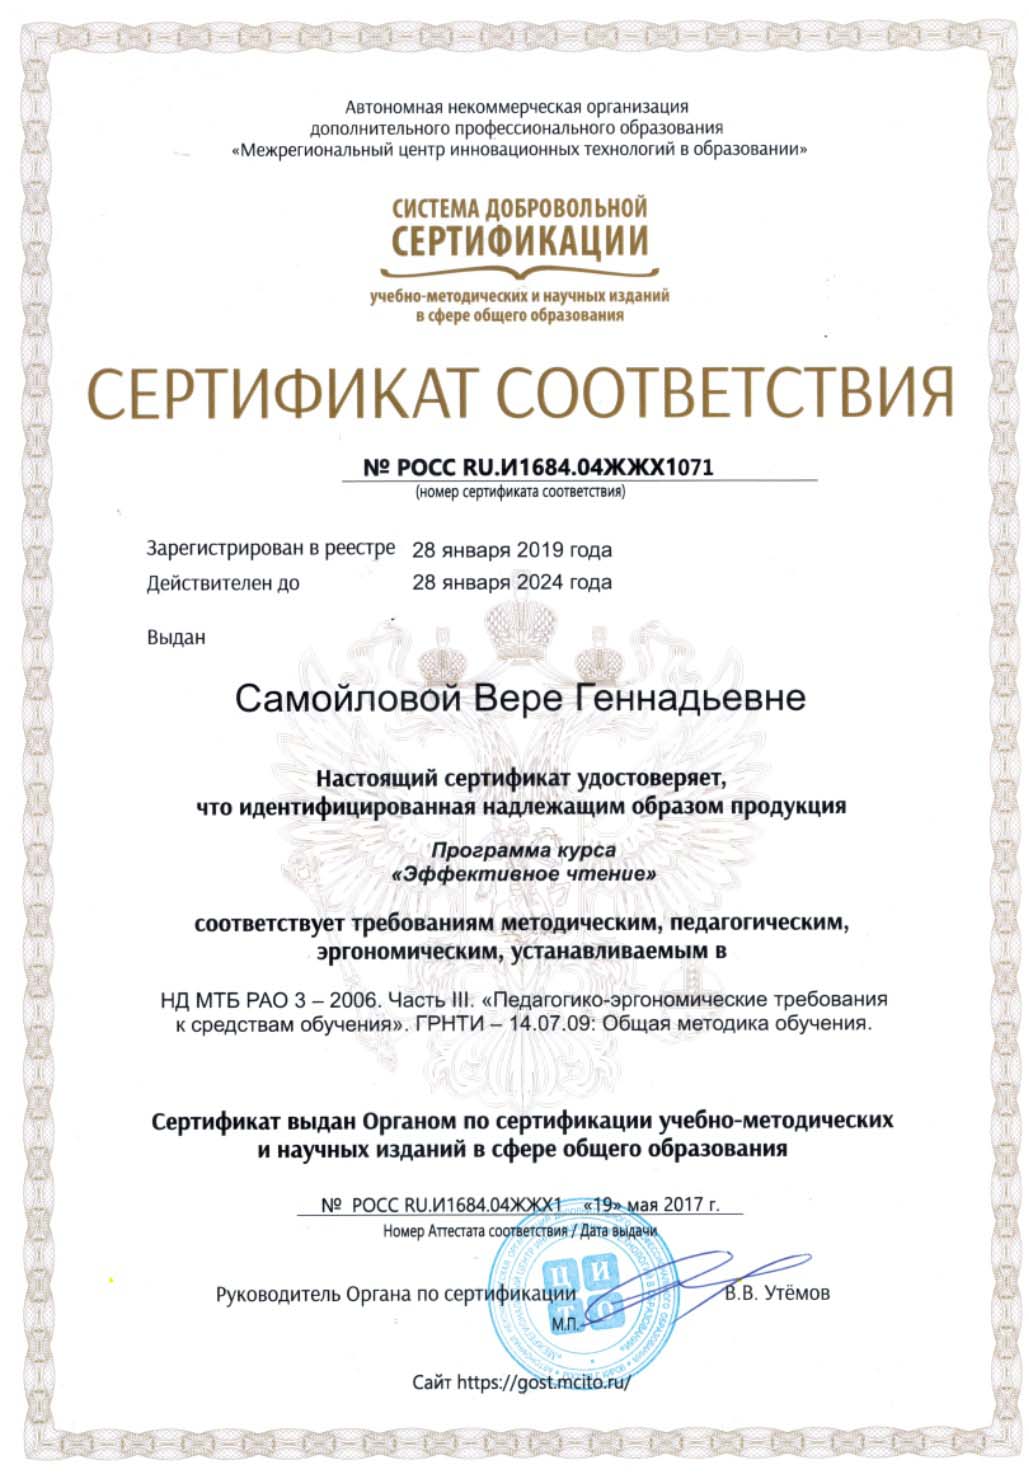 Автономная некоммерческая организация
дополнительного профессионального образования
«Межрегиональный центр инновационных технологий в образовании»
СИСТЕМА ДОБРОВОЛЬНОЙ
СЕРТИФИКАЦИИ
учебно-методических и научных изданий
в сфере общего образования
СЕРТИФИКАТ СООТВЕТСТВИЯ
№ РОСС RU.И1684.04ЖЖХ1071
(номер сертификата соответствия)
Зарегистрирован в реестре 28 января 2019 года
Действителен до 28 января 2024 года
Выдан
Самойловой Вере Геннадьевне
Настоящий сертификат удостоверяет,
что идентифицированная надлежащим образом продукция
Программа курса
«Эффективное чтение»
соответствует требованиям методическим, педагогическим,
эргономическим, устанавливаемым в
НД МТБ РАО 3 – 2006. Часть III. «Педагогико-эргономические требования
к средствам обучения». ГРНТИ – 14.07.09: Общая методика обучения.
Сертификат выдан Органом по сертификации учебно-методических
и научных изданий в сфере общего образования
№ РОСС RU.И1684.04ЖЖХ1 «19» мая 2017 г.
Номер Аттестата соответствия / Дата выдачи
Руководитель Органа по сертификации В.В. Утёмов
М.П.
ЦИ
ТО
Сайт https://gost.mcito.ru/